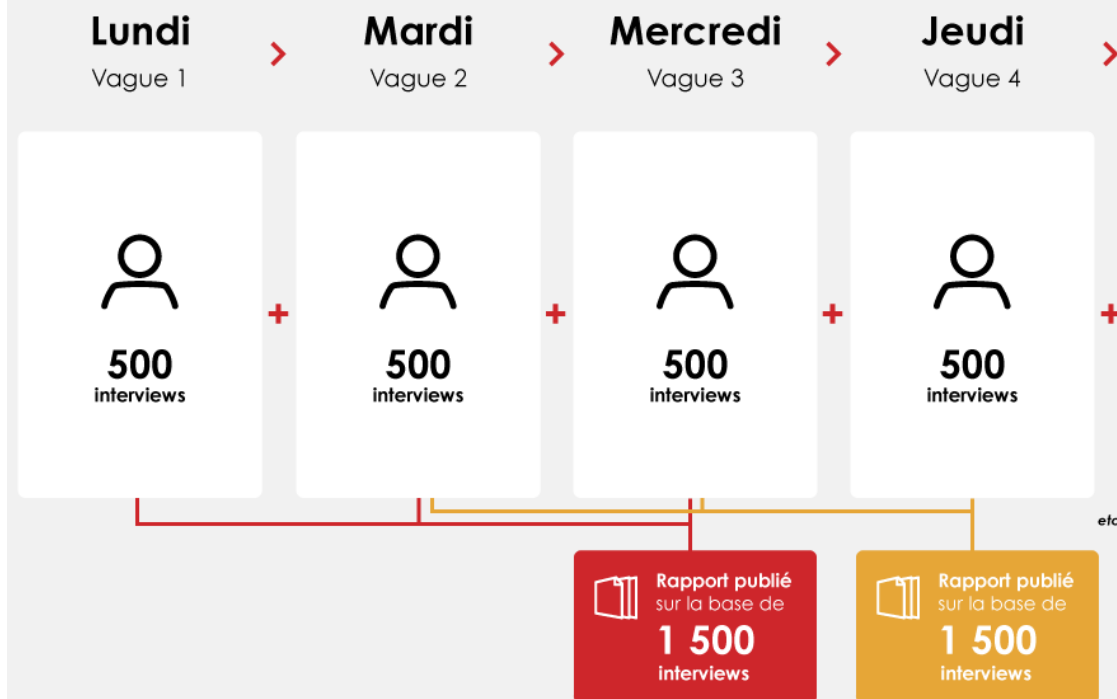 Lundi
Vague 1
Mardi
Vague 2
Mercredi
Vague 3
Jeudi
Vague 4
500
interviews
+
500
interviews
+
500
interviews
+
500
interviews
+
etc
Rapport publié
sur la base de
1 500
interviews
Rapport publié
sur la base de
1 500
interviews